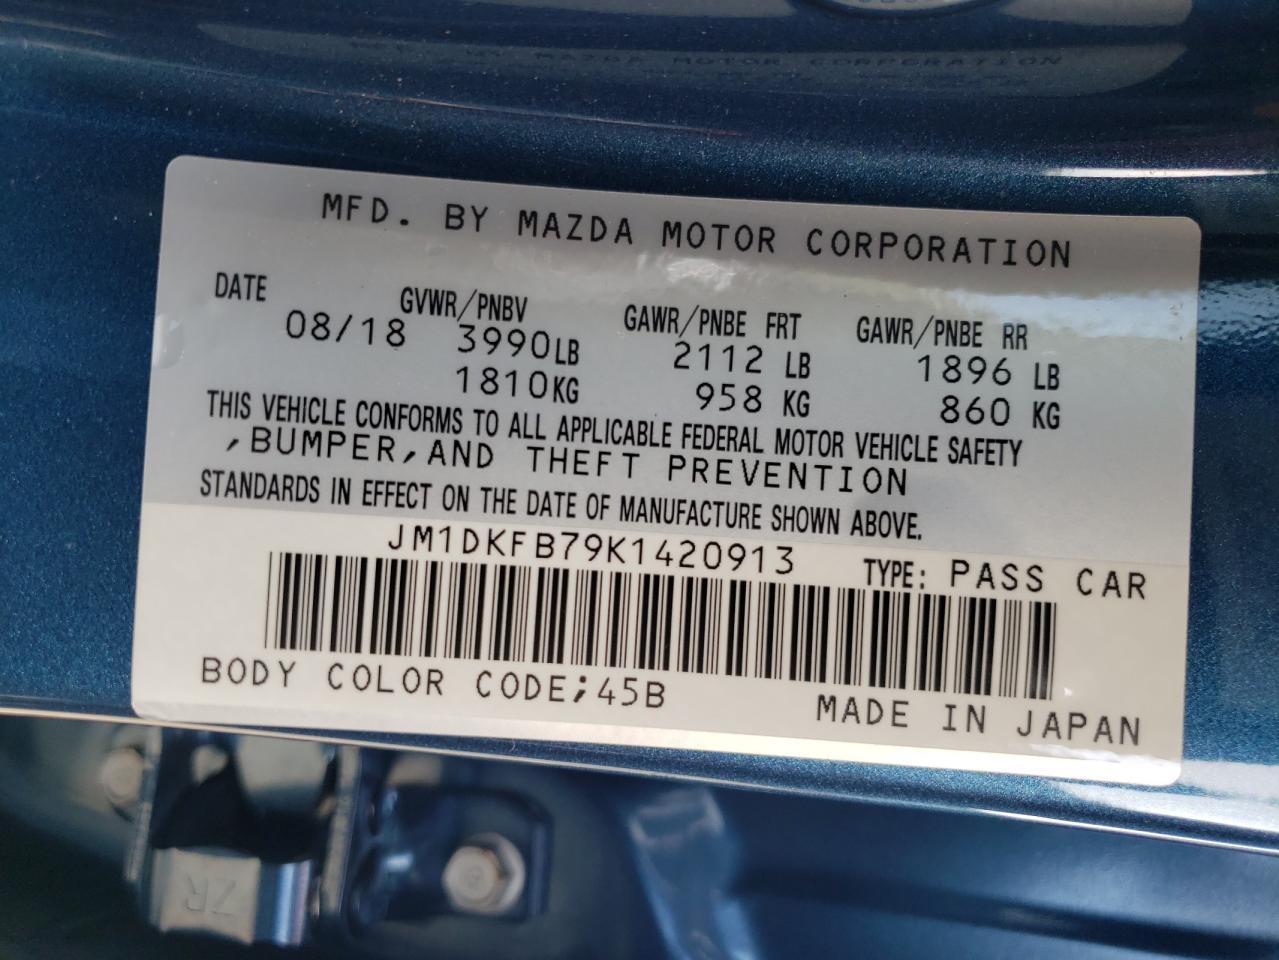 MFD. BY MAZDA MOTOR CORPORATION
DATE GVWR/PNBV GAWR/PNBE FRT GAWR/PNBE RR
08/18 3990LB 2112 LB 1896 LB
1810KG 958 KG 860 KG
THIS VEHICLE CONFORMS TO ALL APPLICABLE FEDERAL MOTOR VEHICLE SAFETY
,BUMPER,AND THEFT PREVENTION
STANDARDS IN EFFECT ON THE DATE OF MANUFACTURE SHOWN ABOVE.
JM1DKFB79K1420913 TYPE: PASS CAR
BODY COLOR CODE;45B MADE IN JAPAN
ZR